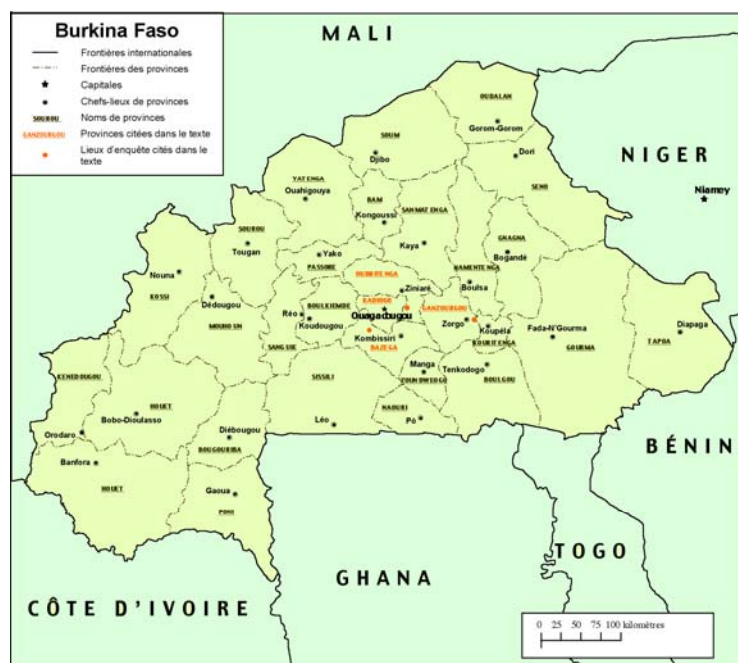 Burkina Faso
Frontières internationales
Frontières des provinces
Capitales
Chefs-lieux de provinces
SOUROU Noms de provinces
GANZOURGOU Provinces citées dans le texte
Lieux d'enquête cités dans le
texte
MALI
OUDALAN
Gorom-Gorom
SOUM
Djibo
Dori
NIGER
SENO
Niamey
YATENGA
Ouahigouya
BAM
Kongoussi
SANMATENGA
SOUROU
Tougan
Kaya
GNAGNA
Bogandé
Yako
PASSORE
OUBRITENGA
NAMENTENGA
Boulsa
Nouna
KOSSI
Dédougou
Ziniaré
KADIOGO
GANZOURGOU
Réo
BOULKIEMDE
Koudougou
Ouagadougou
Zorgo
Koupéla
Fada-N'Gourma
Diapaga
MOUHOUN
SANGUIE
Kombissiri
BAZEGA
KOURITENGA
GOURMA
TAPOA
Manga
Tenkodogo
BOULGOU
KENEDOUGOU
HOUET
SISSILI
Bobo-Dioulasso
NAOURI
Pô
Léo
Diébougou
Orodaro
BOUGOURIBA
BÉNIN
Banfora
HOUET
Gaoua
PONI
TOGO
GHANA
CÔTE D'IVOIRE
0 25 50 75 100 kilomètres